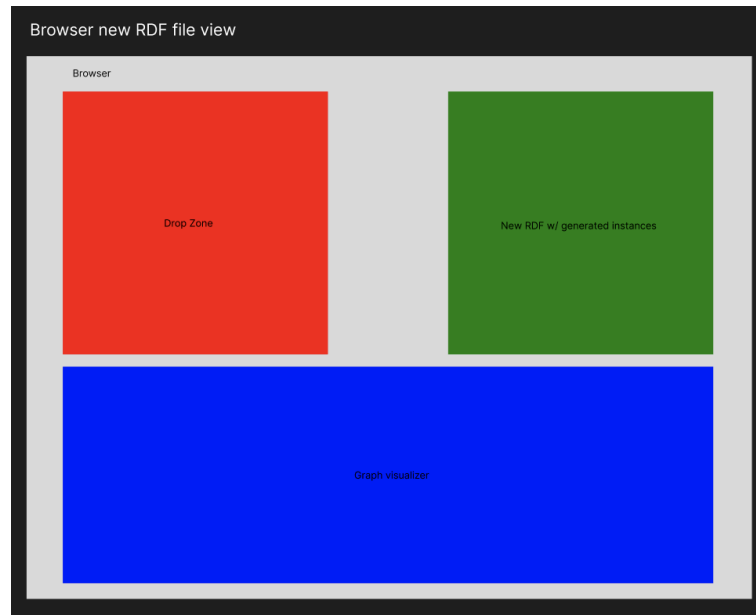 Browser new RDF file view
Browser
Drop Zone
New RDF w/ generated instances
Graph visualizer